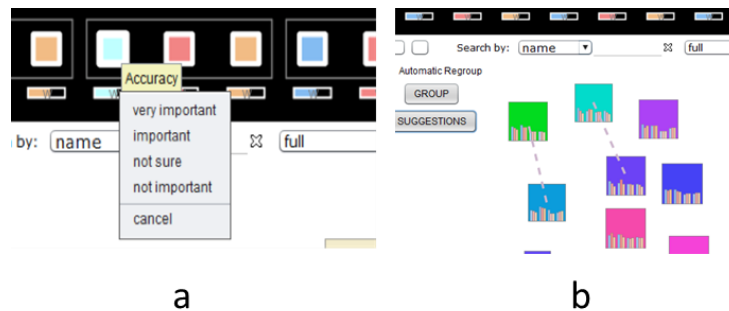 Accuracy
very important
important
not sure
not important
cancel
by: name
full
a
Search by: name
full
Automatic Regroup
GROUP
SUGGESTIONS
b